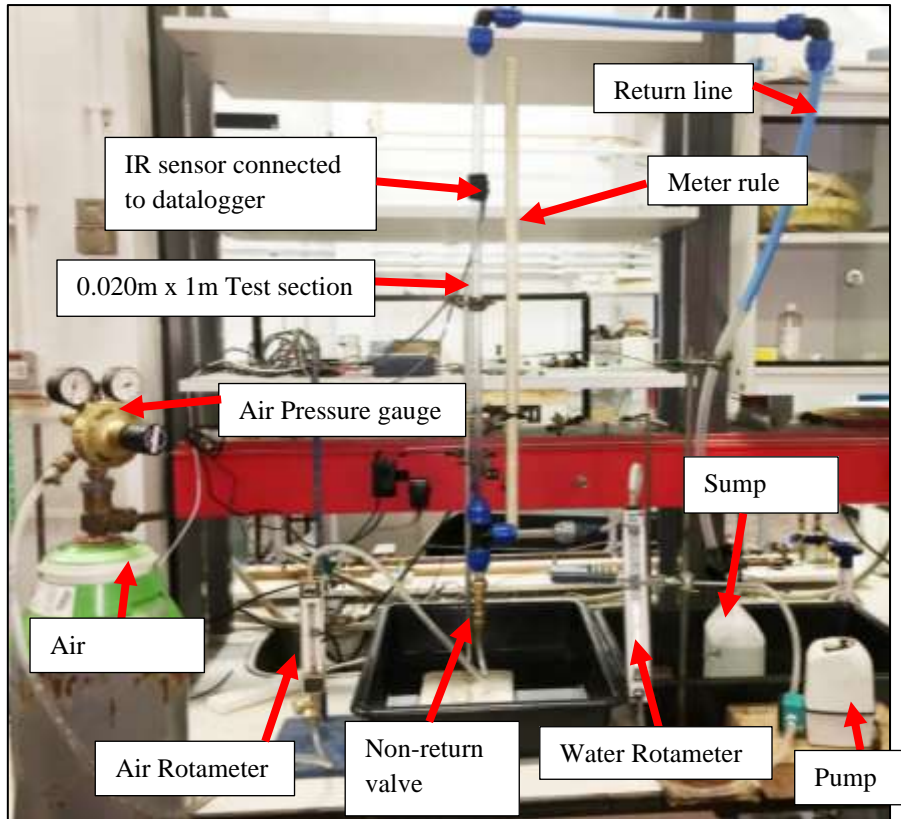 Return line
IR sensor connected
to datalogger
Meter rule
0.020m x 1m Test section
Air Pressure gauge
Sump
Air
Air Rotameter
Non-return
valve
Water Rotameter
Pump